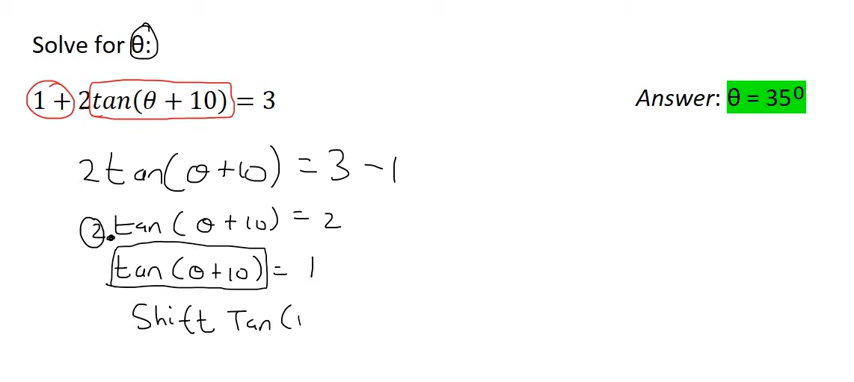 Solve for θ:
1 + 2tan(θ + 10) = 3
Answer: θ = 35⁰
2tan(θ+10) = 3 - 1
2.tan(θ+10) = 2
tan(θ+10) = 1
Shift Tan(1